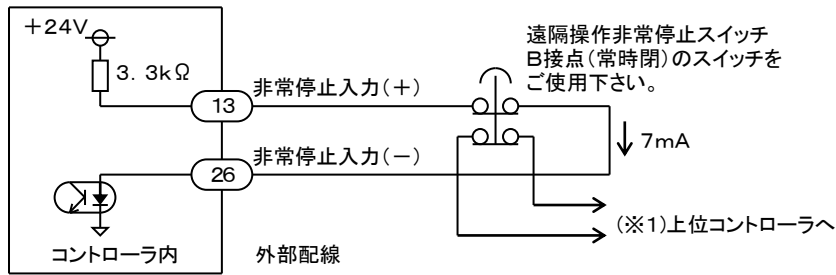 +24V
3.3kΩ
13
非常停止入力(+)
遠隔操作非常停止スイッチ
B接点(常時閉)のスイッチを
ご使用下さい。
7mA
26
非常停止入力(-)
(※1)上位コントローラへ
コントローラ内
外部配線